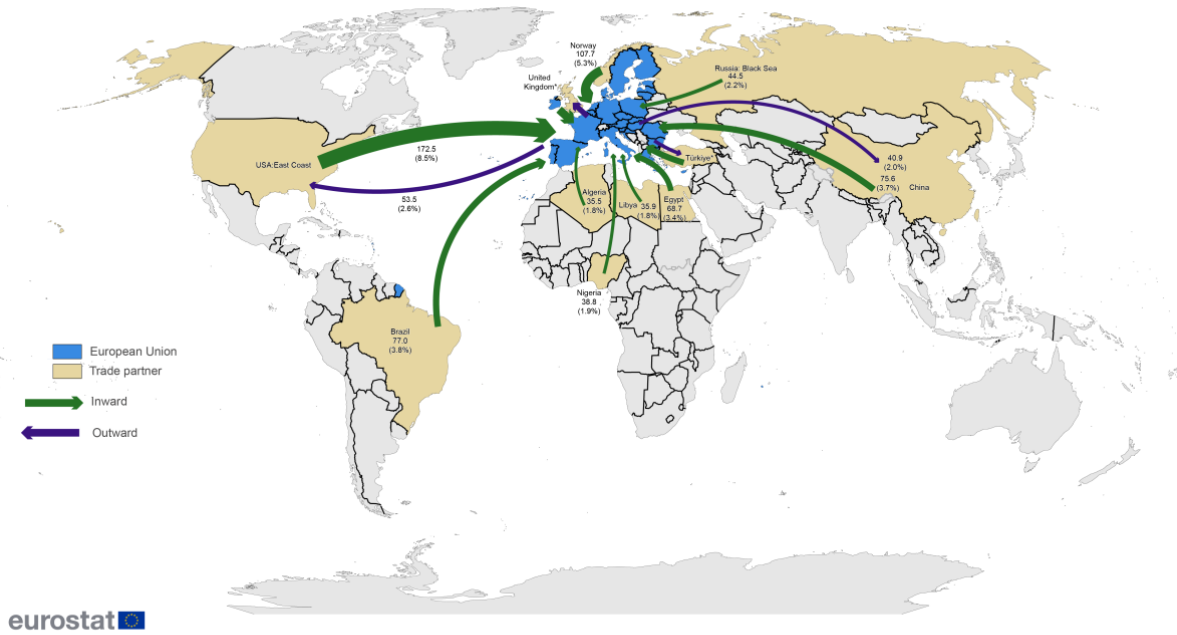 Norway
107.7
(5.3%)
United
Kingdom*
Russia: Black Sea
44.5
(2.2%)
USA:East Coast
172.5
(8.5%)
53.5
(2.6%)
Türkiye*
40.9
(2.0%)
75.6
(3.7%)
China
Algeria
35.5
(1.8%)
Libya
35.9
(1.8%)
Egypt
68.7
(3.4%)
Nigeria
38.8
(1.9%)
Brazil
77.0
(3.8%)
European Union
Trade partner
Inward
Outward
eurostat